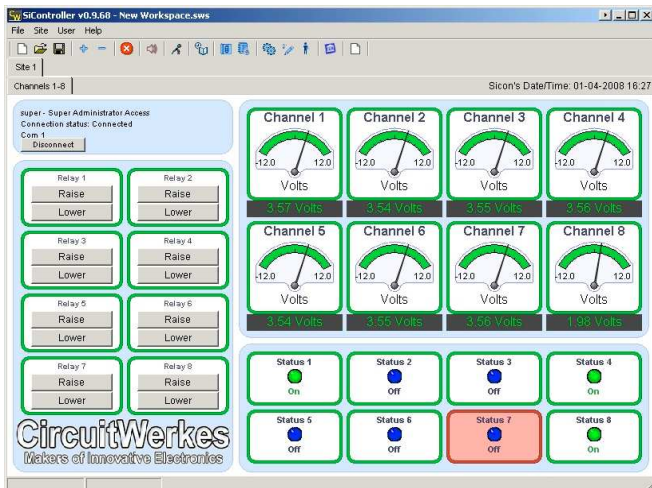 SiController v0.9.68 - New Workspace.sws
File Site User Help
Site 1
Channels 1-8
Sicon's Date/Time: 01-04-2008 16:27
super - Super Administrator Access
Connection status: Connected
Com 1
Disconnect
Relay 1 Relay 2
Raise Raise
Lower Lower
Relay 3 Relay 4
Raise Raise
Lower Lower
Relay 5 Relay 6
Raise Raise
Lower Lower
Relay 7 Relay 8
Raise Raise
Lower Lower
CircuitWerkes
Makers of Innovative Electronics
Channel 1 Channel 2 Channel 3 Channel 4
-12.0 12.0 -12.0 12.0 -12.0 12.0 -12.0 12.0
Volts Volts Volts Volts
3.57 Volts 3.54 Volts 3.55 Volts 3.56 Volts
Channel 5 Channel 6 Channel 7 Channel 8
-12.0 12.0 -12.0 12.0 -12.0 12.0 -12.0 12.0
Volts Volts Volts Volts
3.54 Volts 3.55 Volts 3.56 Volts 1.98 Volts
Status 1 Status 2 Status 3 Status 4
On Off Off On
Status 5 Status 6 Status 7 Status 8
Off Off Off On